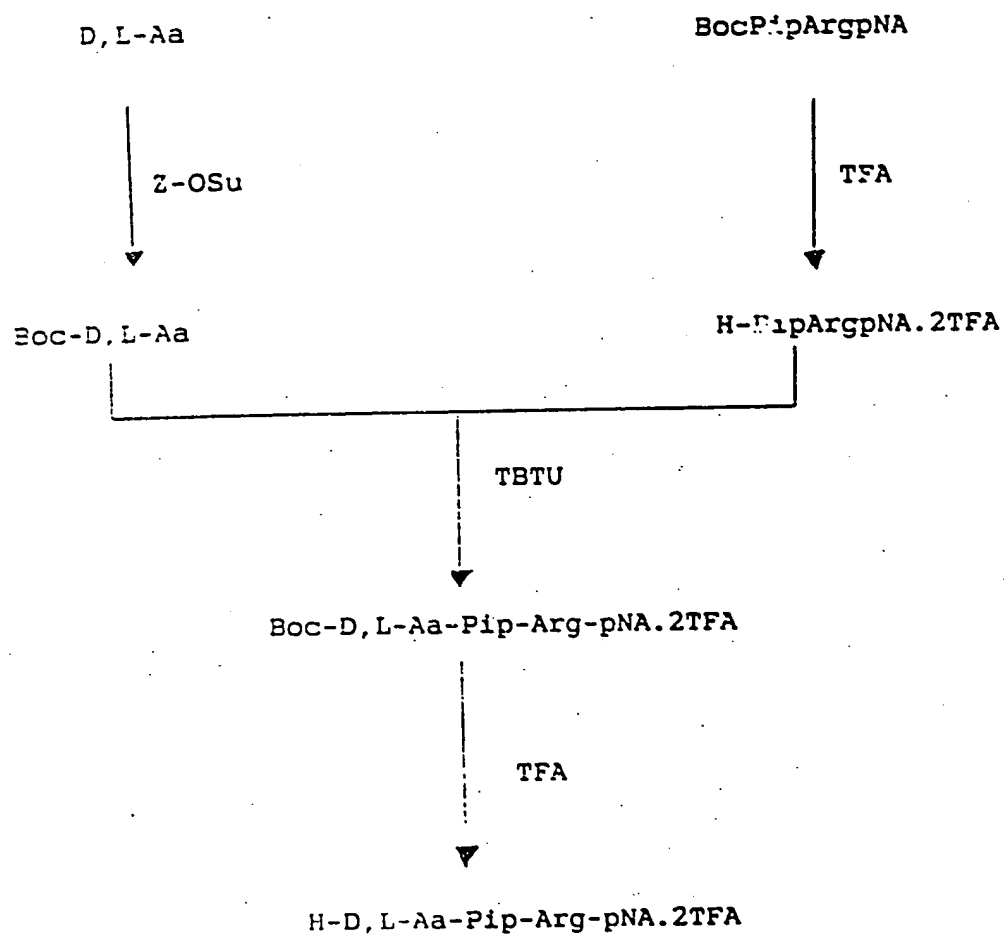 D,L-Aa
BocPipArgpNA
Z-OSu
TFA
Boc-D,L-Aa
H-PipArgpNA.2TFA
TBTU
Boc-D,L-Aa-Pip-Arg-pNA.2TFA
TFA
H-D,L-Aa-Pip-Arg-pNA.2TFA